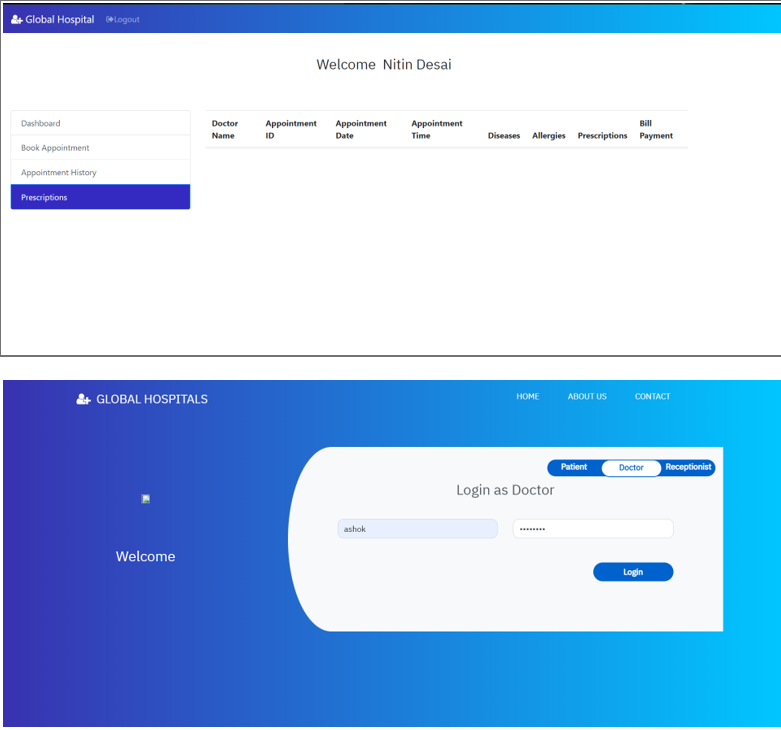 Global Hospital Logout
Welcome Nitin Desai
Dashboard
Book Appointment
Appointment History
Prescriptions
Doctor Name Appointment ID Appointment Date Appointment Time Diseases Allergies Prescriptions Bill Payment
GLOBAL HOSPITALS HOME ABOUT US CONTACT
Patient Doctor Receptionist
Login as Doctor
ashok ••••••••
Login
Welcome